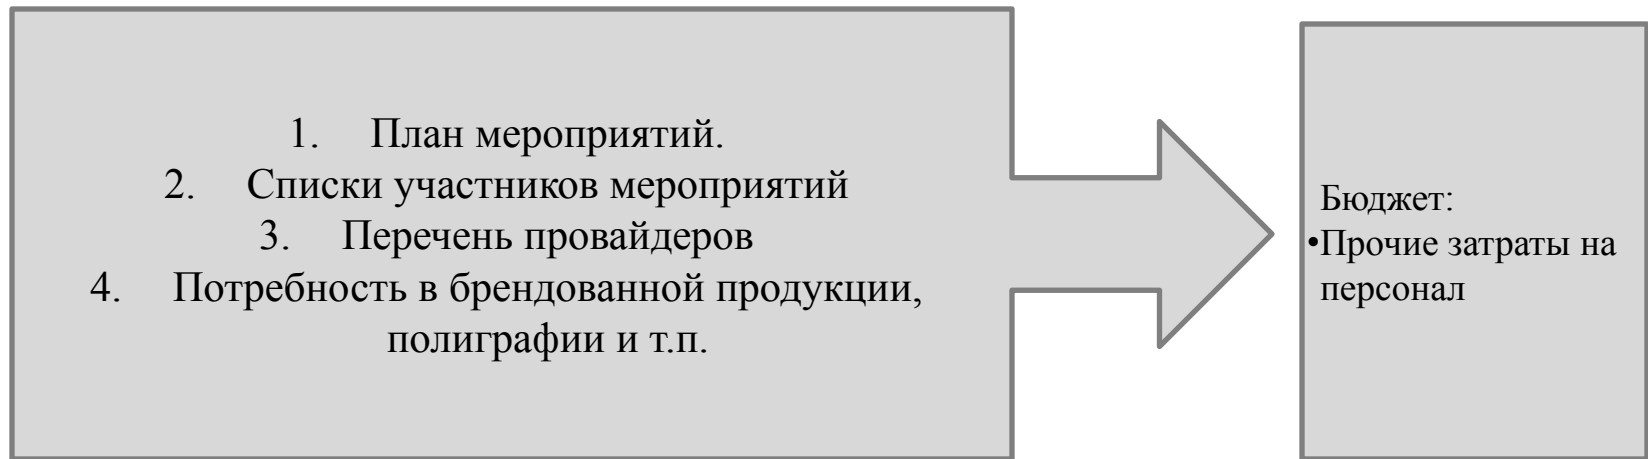 1. План мероприятий.
2. Списки участников мероприятий
3. Перечень провайдеров
4. Потребность в брендованной продукции,
полиграфии и т.п.
Бюджет:
•Прочие затраты на
персонал